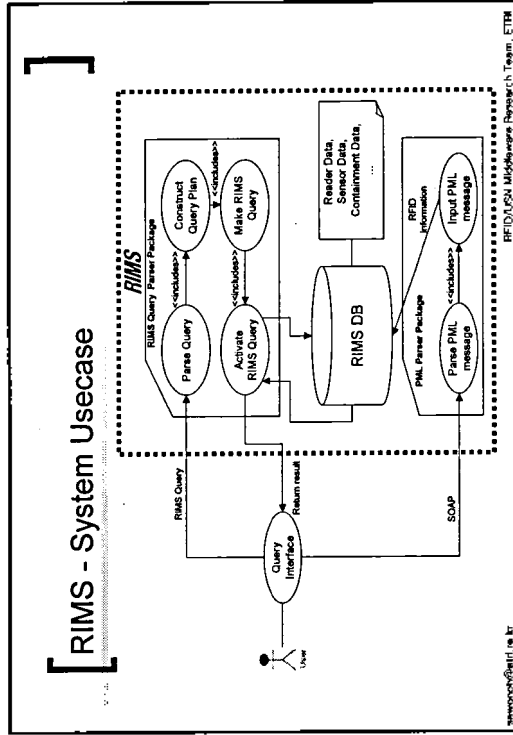 RIMS - System Usecase
RIMS
RIMS Query Parser Package
Parse Query
<<includes>>
Construct
Query Plan
<<includes>>
Make RIMS
Query
<<includes>>
Activate
RIMS Query
RIMS Query
Return result
Query
Interface
User
SOAP
RIMS DB
Reader Data,
Sensor Data,
Containment Data,
...
PML Parser Package
RFID
Information
Parse PML
message
<<includes>>
Input PML
message
RFID/USN Middleware Research Team, ETRI